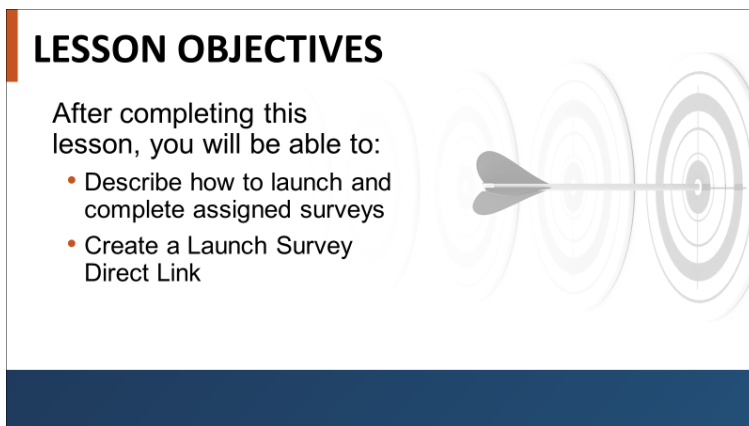 LESSON OBJECTIVES
After completing this
lesson, you will be able to:
• Describe how to launch and
complete assigned surveys
• Create a Launch Survey
Direct Link